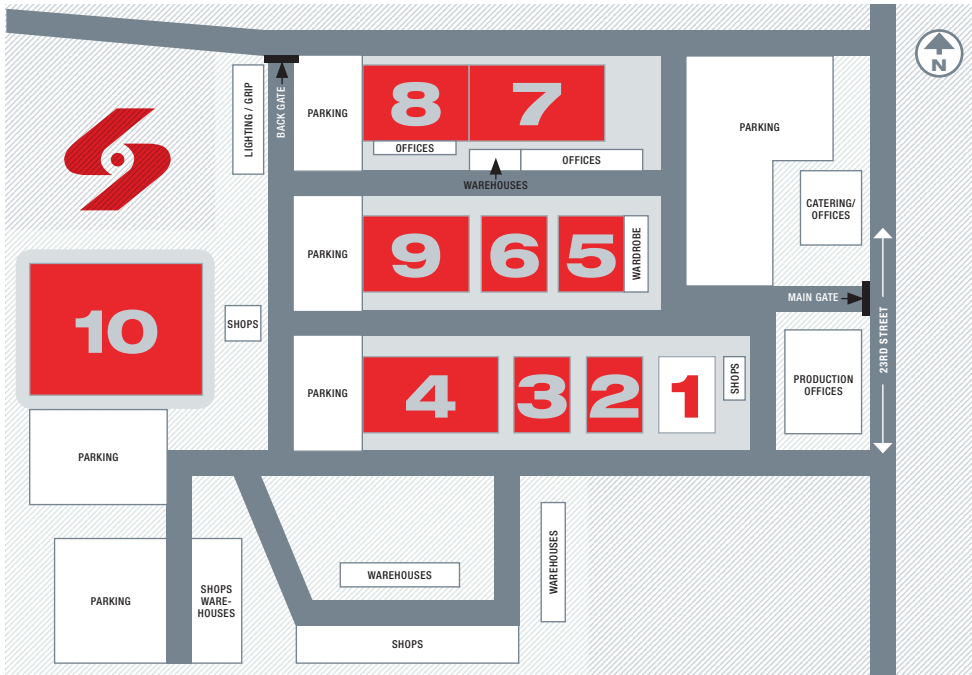 N
LIGHTING / GRIP
BACK GATE
PARKING
8
7
PARKING
OFFICES
OFFICES
WAREHOUSES
CATERING/
OFFICES
PARKING
9
6
5
WARDROBE
10
SHOPS
MAIN GATE
23RD STREET
PARKING
4
3
2
1
SHOPS
PRODUCTION
OFFICES
PARKING
PARKING
SHOPS
WARE-
HOUSES
WAREHOUSES
WAREHOUSES
SHOPS